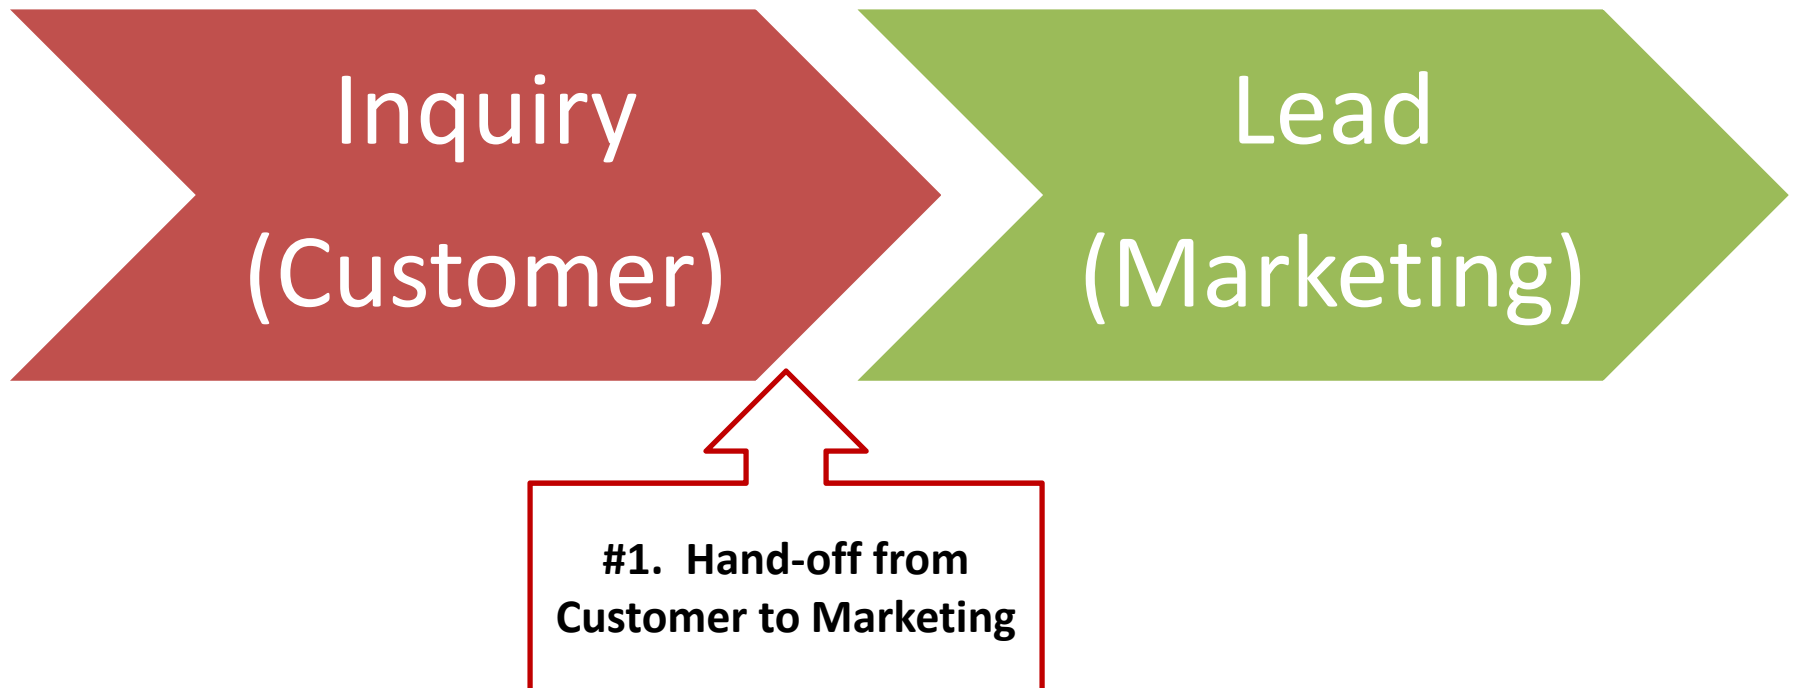 Inquiry
(Customer)
Lead
(Marketing)
#1.  Hand-off from
Customer to Marketing